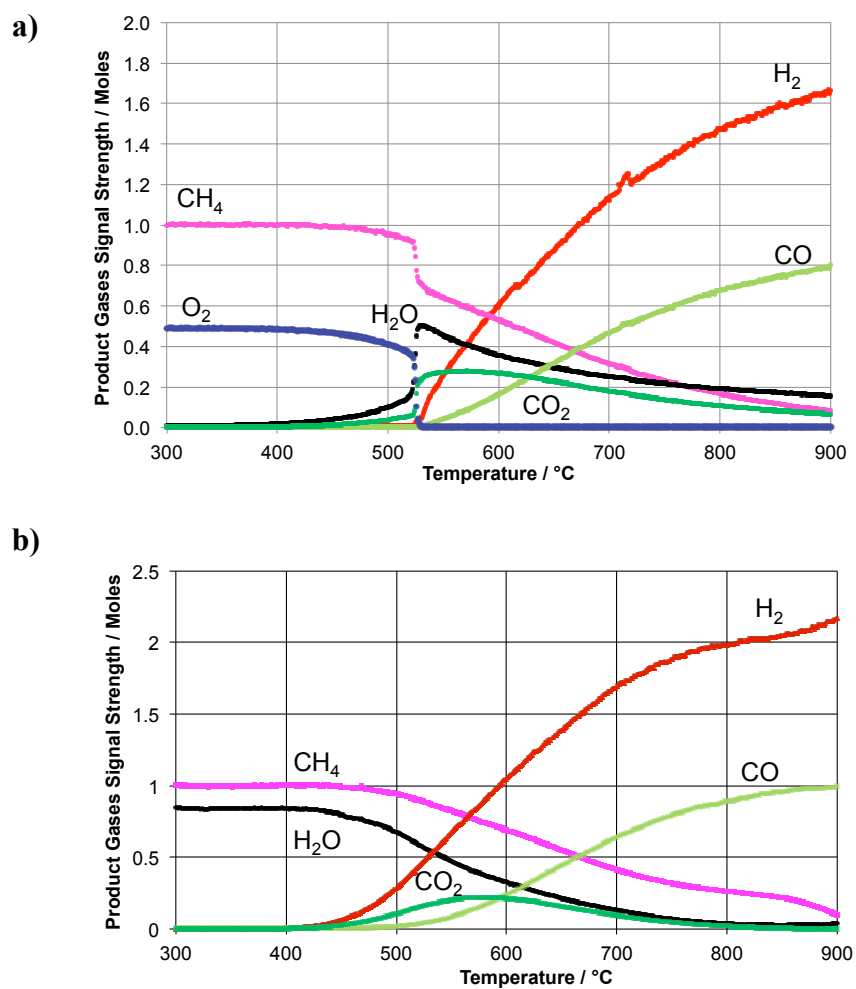 a)
2.0
1.8
1.6
1.4
1.2
1.0
0.8
0.6
0.4
0.2
0.0
Product Gases Signal Strength / Moles
H2
CH4
CO
O2
H2O
CO2
300 400 500 600 700 800 900
Temperature / °C
b)
2.5
2
1.5
1
0.5
0
Product Gases Signal Strength / Moles
H2
CH4
CO
H2O
CO2
300 400 500 600 700 800 900
Temperature / °C